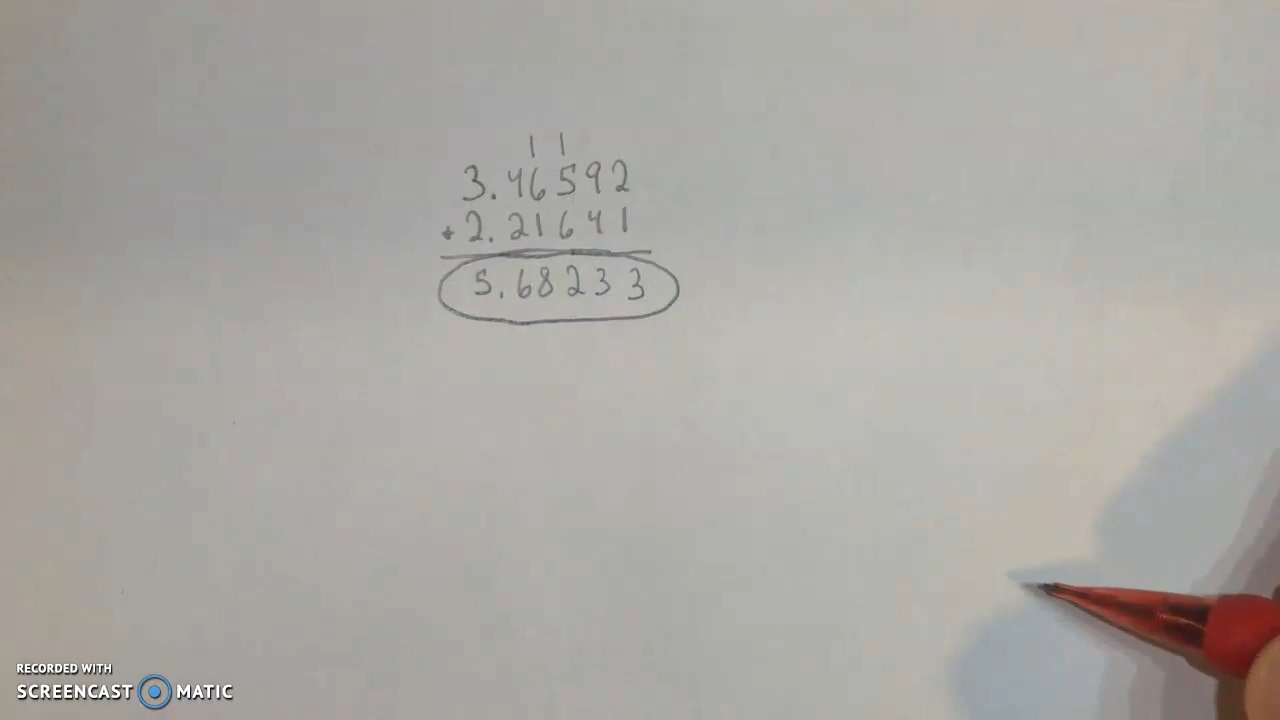 1 1
3.46592
+2.21641
5.68233
RECORDED WITH
SCREENCAST MATIC